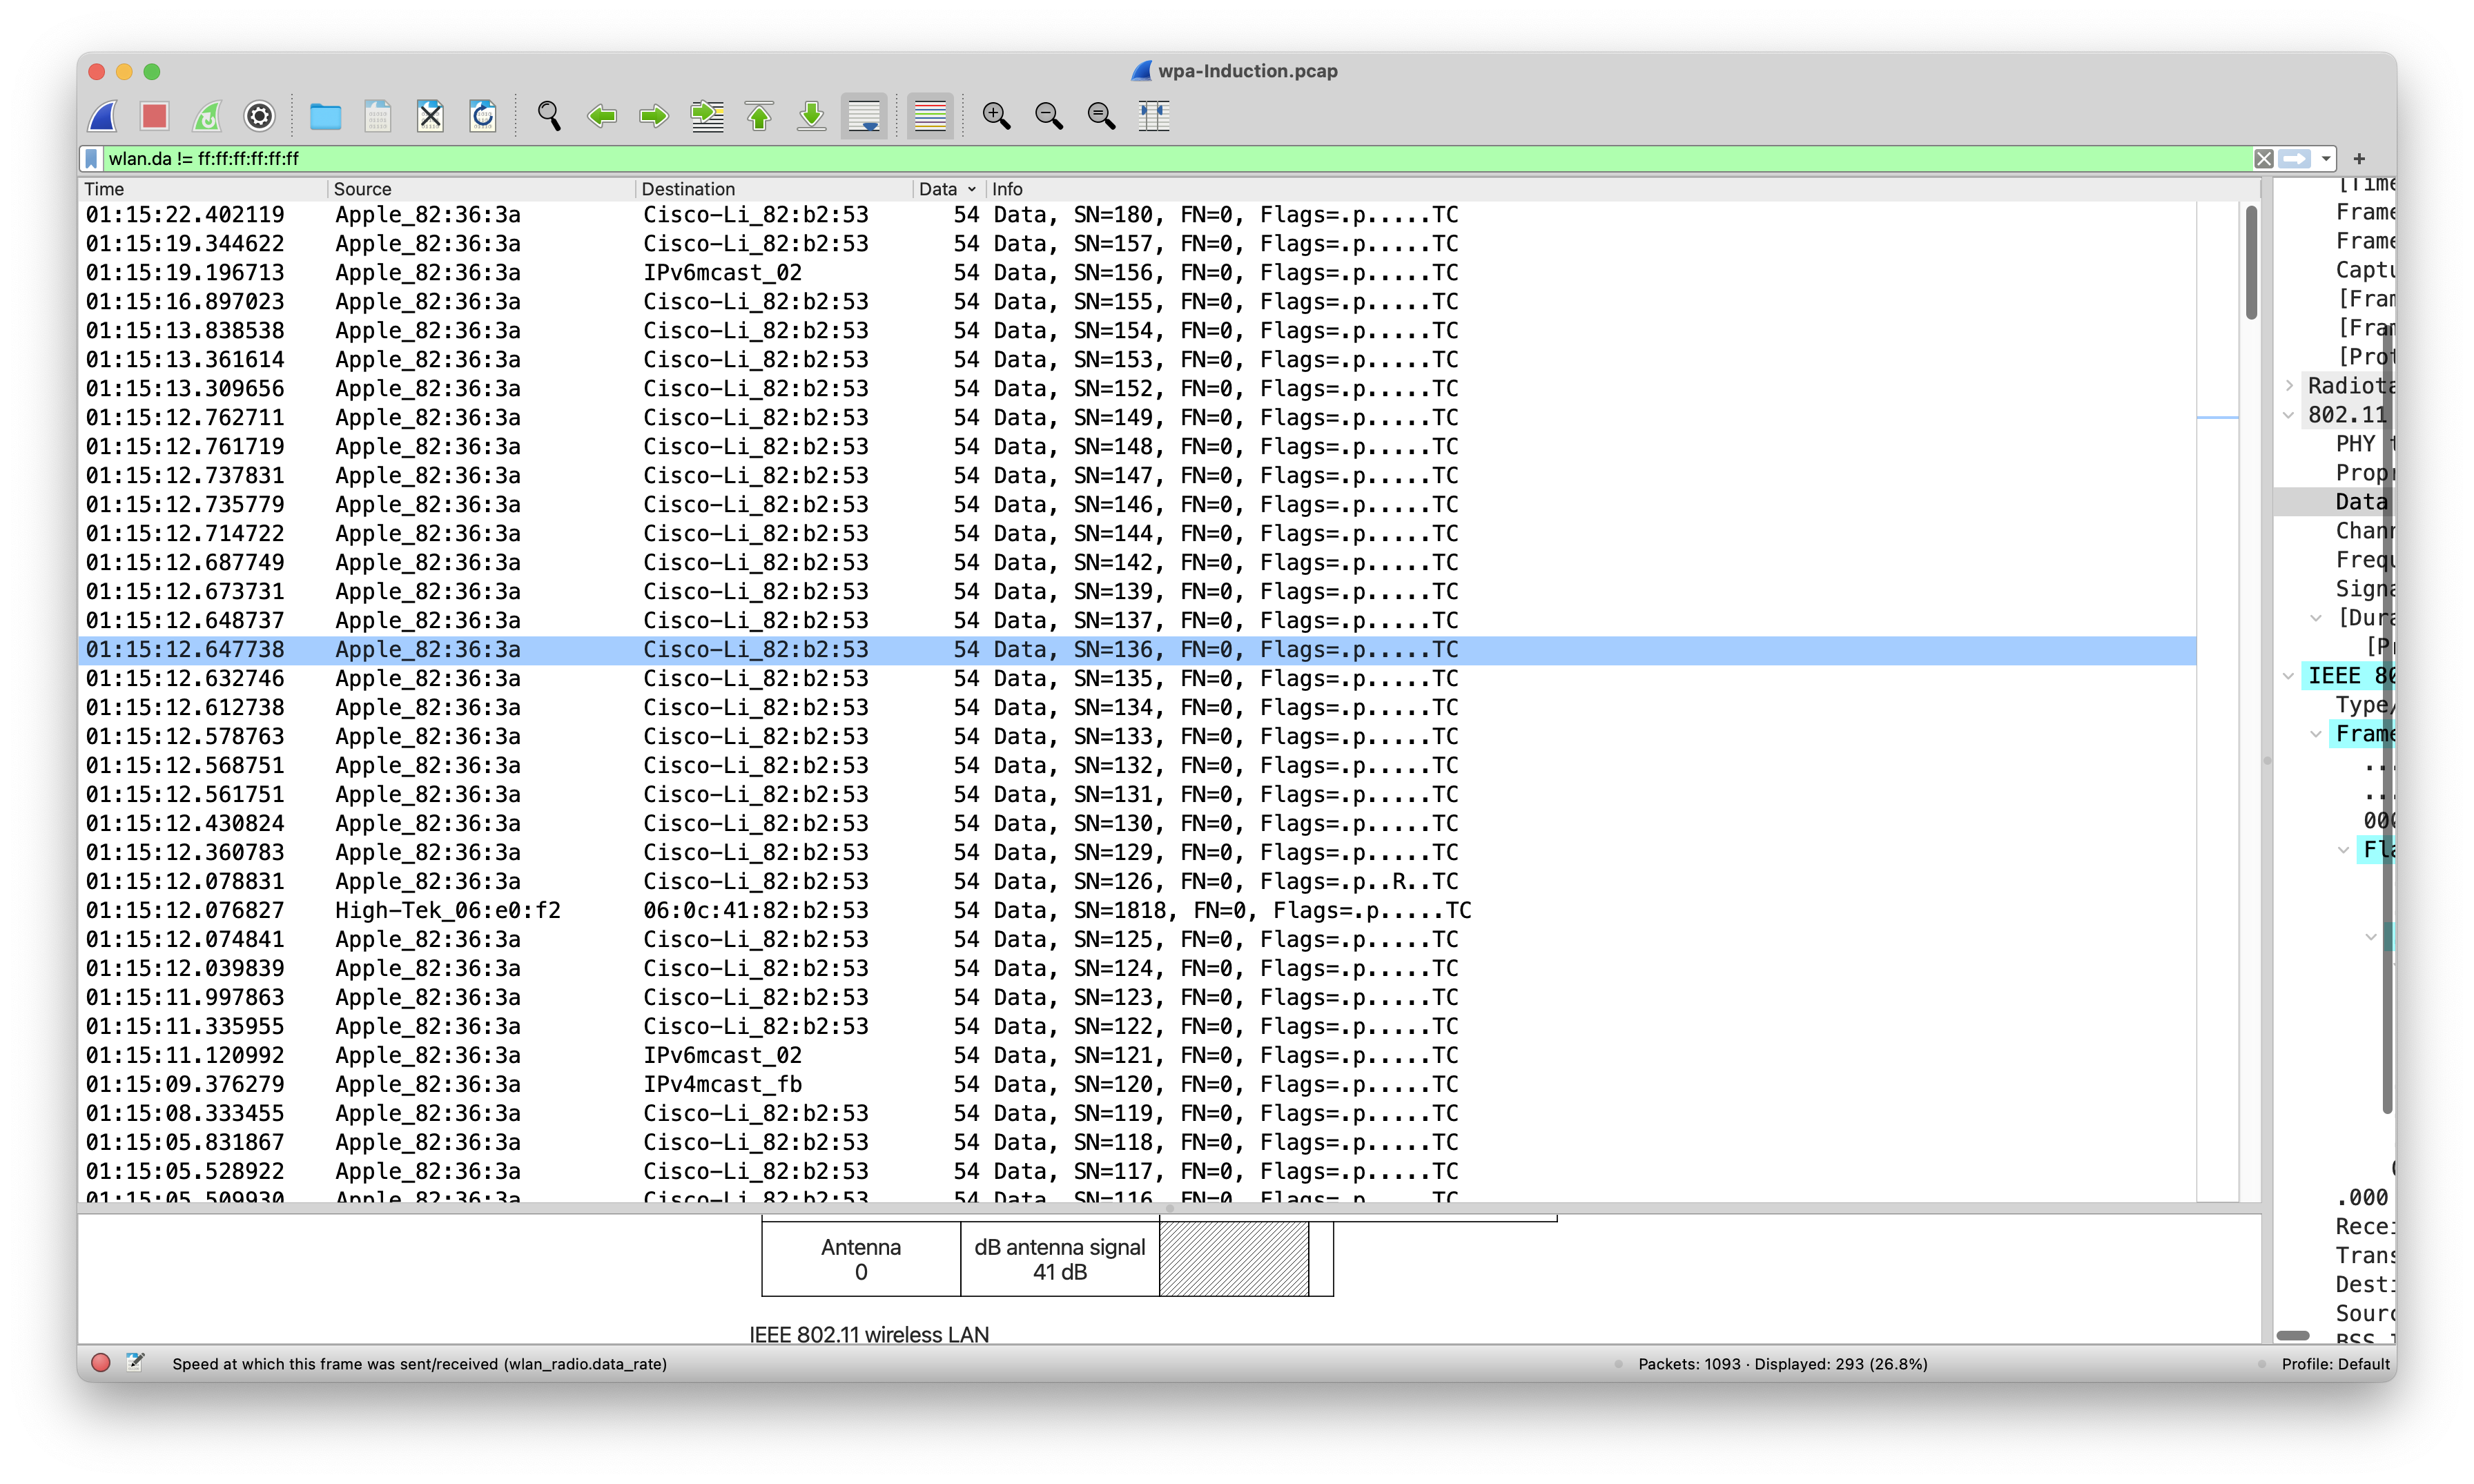 wpa-Induction.pcap
wlan.da != ff:ff:ff:ff:ff:ff
+
Time Source Destination Data Info
01:15:22.402119 Apple_82:36:3a Cisco-Li_82:b2:53 54 Data, SN=180, FN=0, Flags=.p.....TC
01:15:19.344622 Apple_82:36:3a Cisco-Li_82:b2:53 54 Data, SN=157, FN=0, Flags=.p.....TC
01:15:19.196713 Apple_82:36:3a IPv6mcast_02 54 Data, SN=156, FN=0, Flags=.p.....TC
01:15:16.897023 Apple_82:36:3a Cisco-Li_82:b2:53 54 Data, SN=155, FN=0, Flags=.p.....TC
01:15:13.838538 Apple_82:36:3a Cisco-Li_82:b2:53 54 Data, SN=154, FN=0, Flags=.p.....TC
01:15:13.361614 Apple_82:36:3a Cisco-Li_82:b2:53 54 Data, SN=153, FN=0, Flags=.p.....TC
01:15:13.309656 Apple_82:36:3a Cisco-Li_82:b2:53 54 Data, SN=152, FN=0, Flags=.p.....TC
01:15:12.762711 Apple_82:36:3a Cisco-Li_82:b2:53 54 Data, SN=149, FN=0, Flags=.p.....TC
01:15:12.761719 Apple_82:36:3a Cisco-Li_82:b2:53 54 Data, SN=148, FN=0, Flags=.p.....TC
01:15:12.737831 Apple_82:36:3a Cisco-Li_82:b2:53 54 Data, SN=147, FN=0, Flags=.p.....TC
01:15:12.735779 Apple_82:36:3a Cisco-Li_82:b2:53 54 Data, SN=146, FN=0, Flags=.p.....TC
01:15:12.714722 Apple_82:36:3a Cisco-Li_82:b2:53 54 Data, SN=144, FN=0, Flags=.p.....TC
01:15:12.687749 Apple_82:36:3a Cisco-Li_82:b2:53 54 Data, SN=142, FN=0, Flags=.p.....TC
01:15:12.673731 Apple_82:36:3a Cisco-Li_82:b2:53 54 Data, SN=139, FN=0, Flags=.p.....TC
01:15:12.648737 Apple_82:36:3a Cisco-Li_82:b2:53 54 Data, SN=137, FN=0, Flags=.p.....TC
01:15:12.647738 Apple_82:36:3a Cisco-Li_82:b2:53 54 Data, SN=136, FN=0, Flags=.p.....TC
01:15:12.632746 Apple_82:36:3a Cisco-Li_82:b2:53 54 Data, SN=135, FN=0, Flags=.p.....TC
01:15:12.612738 Apple_82:36:3a Cisco-Li_82:b2:53 54 Data, SN=134, FN=0, Flags=.p.....TC
01:15:12.578763 Apple_82:36:3a Cisco-Li_82:b2:53 54 Data, SN=133, FN=0, Flags=.p.....TC
01:15:12.568751 Apple_82:36:3a Cisco-Li_82:b2:53 54 Data, SN=132, FN=0, Flags=.p.....TC
01:15:12.561751 Apple_82:36:3a Cisco-Li_82:b2:53 54 Data, SN=131, FN=0, Flags=.p.....TC
01:15:12.430824 Apple_82:36:3a Cisco-Li_82:b2:53 54 Data, SN=130, FN=0, Flags=.p.....TC
01:15:12.360783 Apple_82:36:3a Cisco-Li_82:b2:53 54 Data, SN=129, FN=0, Flags=.p.....TC
01:15:12.078831 Apple_82:36:3a Cisco-Li_82:b2:53 54 Data, SN=126, FN=0, Flags=.p..R..TC
01:15:12.076827 High-Tek_06:e0:f2 06:0c:41:82:b2:53 54 Data, SN=1818, FN=0, Flags=.p.....TC
01:15:12.074841 Apple_82:36:3a Cisco-Li_82:b2:53 54 Data, SN=125, FN=0, Flags=.p.....TC
01:15:12.039839 Apple_82:36:3a Cisco-Li_82:b2:53 54 Data, SN=124, FN=0, Flags=.p.....TC
01:15:11.997863 Apple_82:36:3a Cisco-Li_82:b2:53 54 Data, SN=123, FN=0, Flags=.p.....TC
01:15:11.335955 Apple_82:36:3a Cisco-Li_82:b2:53 54 Data, SN=122, FN=0, Flags=.p.....TC
01:15:11.120992 Apple_82:36:3a IPv6mcast_02 54 Data, SN=121, FN=0, Flags=.p.....TC
01:15:09.376279 Apple_82:36:3a IPv4mcast_fb 54 Data, SN=120, FN=0, Flags=.p.....TC
01:15:08.333455 Apple_82:36:3a Cisco-Li_82:b2:53 54 Data, SN=119, FN=0, Flags=.p.....TC
01:15:05.831867 Apple_82:36:3a Cisco-Li_82:b2:53 54 Data, SN=118, FN=0, Flags=.p.....TC
01:15:05.528922 Apple_82:36:3a Cisco-Li_82:b2:53 54 Data, SN=117, FN=0, Flags=.p.....TC
01:15:05.509930 Apple_82:36:3a Cisco-Li_82:b2:53 54 Data, SN=116, FN=0, Flags=.p.....TC
[Time
Frame
Frame
Captu
[Fram
[Fram
[Prot
Radiota
802.11
PHY t
Propr
Data
Chann
Frequ
Signa
[Dura
[Pr
IEEE 80
Type/
Frame
...
...
000
Fla
.000
Recei
Trans
Desti
Sourc
BSS I
Antenna
0
dB antenna signal
41 dB
IEEE 802.11 wireless LAN
Speed at which this frame was sent/received (wlan_radio.data_rate) Packets: 1093 · Displayed: 293 (26.8%) Profile: Default